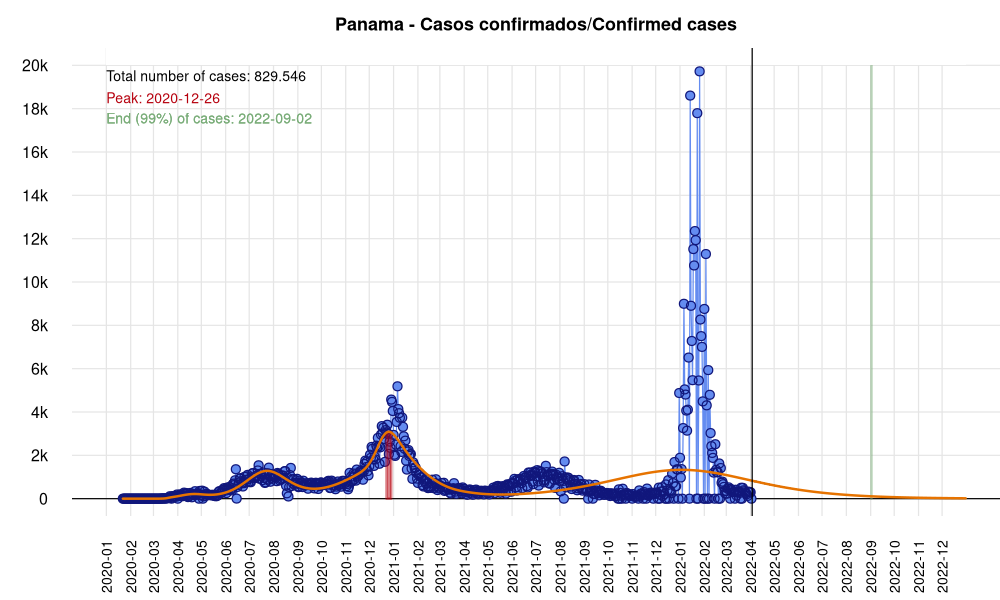 Panama - Casos confirmados/Confirmed cases
Total number of cases: 829.546
Peak: 2020-12-26
End (99%) of cases: 2022-09-02
20k
18k
16k
14k
12k
10k
8k
6k
4k
2k
0
2020-01
2020-02
2020-03
2020-04
2020-05
2020-06
2020-07
2020-08
2020-09
2020-10
2020-11
2020-12
2021-01
2021-02
2021-03
2021-04
2021-05
2021-06
2021-07
2021-08
2021-09
2021-10
2021-11
2021-12
2022-01
2022-02
2022-03
2022-04
2022-05
2022-06
2022-07
2022-08
2022-09
2022-10
2022-11
2022-12